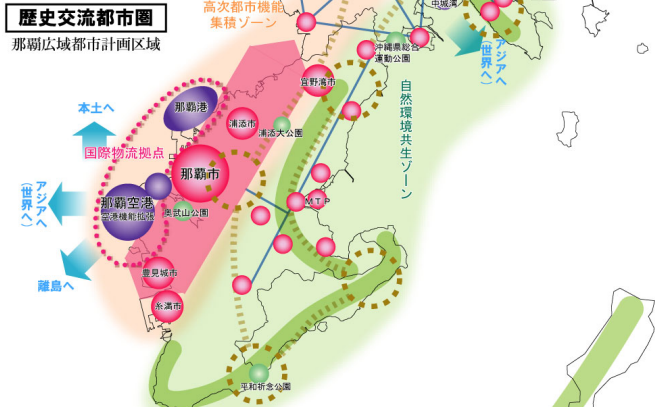 歴史交流都市圏
那覇広域都市計画区域
高次都市機能
集積ゾーン
中城湾
アジアへ
(世界へ)
沖縄県総合
運動公園
宜野湾市
自然環境共生ゾーン
那覇港
本土へ
浦添市
浦添大公園
国際物流拠点
那覇市
アジアへ
(世界へ)
那覇空港
空港機能拡張
奥武山公園
MTP
豊見城市
離島へ
糸満市
平和祈念公園